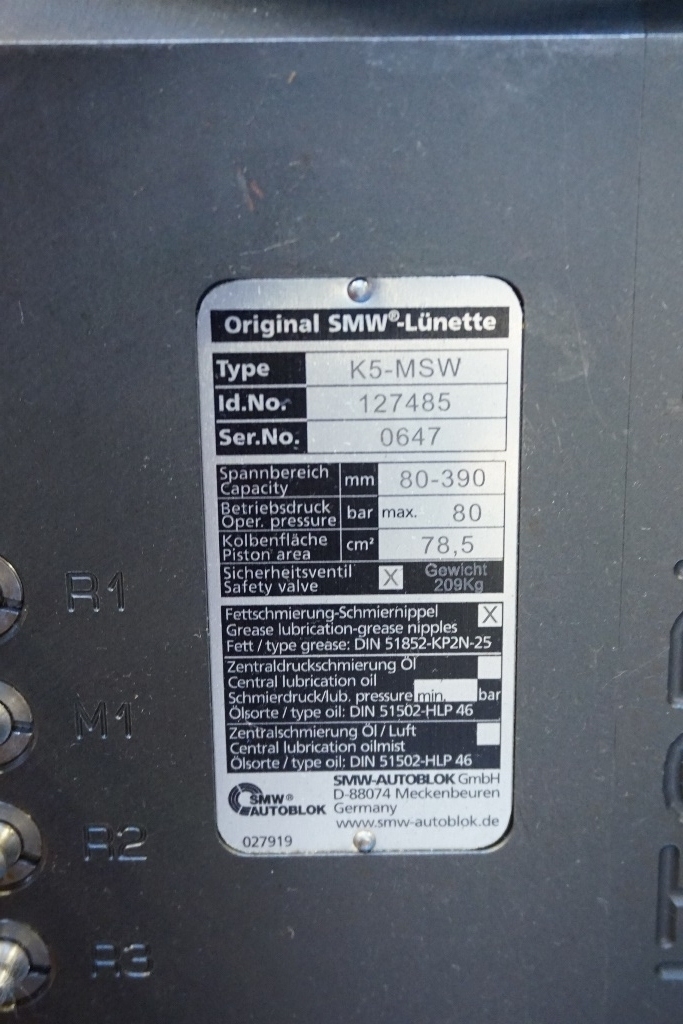 Original SMW®-Lünette
Type K5-MSW
Id.No. 127485
Ser.No. 0647
Spannbereich
Capacity mm 80-390
Betriebsdruck
Oper. pressure bar max. 80
Kolbenfläche
Piston area cm² 78,5
Sicherheitsventil
Safety valve X Gewicht
209Kg
Fettschmierung-Schmiernippel X
Grease lubrication-grease nipples
Fett / type grease: DIN 51852-KP2N-25
Zentraldruckschmierung Öl
Central lubrication oil
Schmierdruck/lub. pressure min. bar
Ölsorte / type oil: DIN 51502-HLP 46
Zentralschmierung Öl / Luft
Central lubrication oilmist
Ölsorte / type oil: DIN 51502-HLP 46
SMW®
AUTOBLOK
SMW-AUTOBLOK GmbH
D-88074 Meckenbeuren
Germany
www.smw-autoblok.de
027919
R1
M1
R2
R3